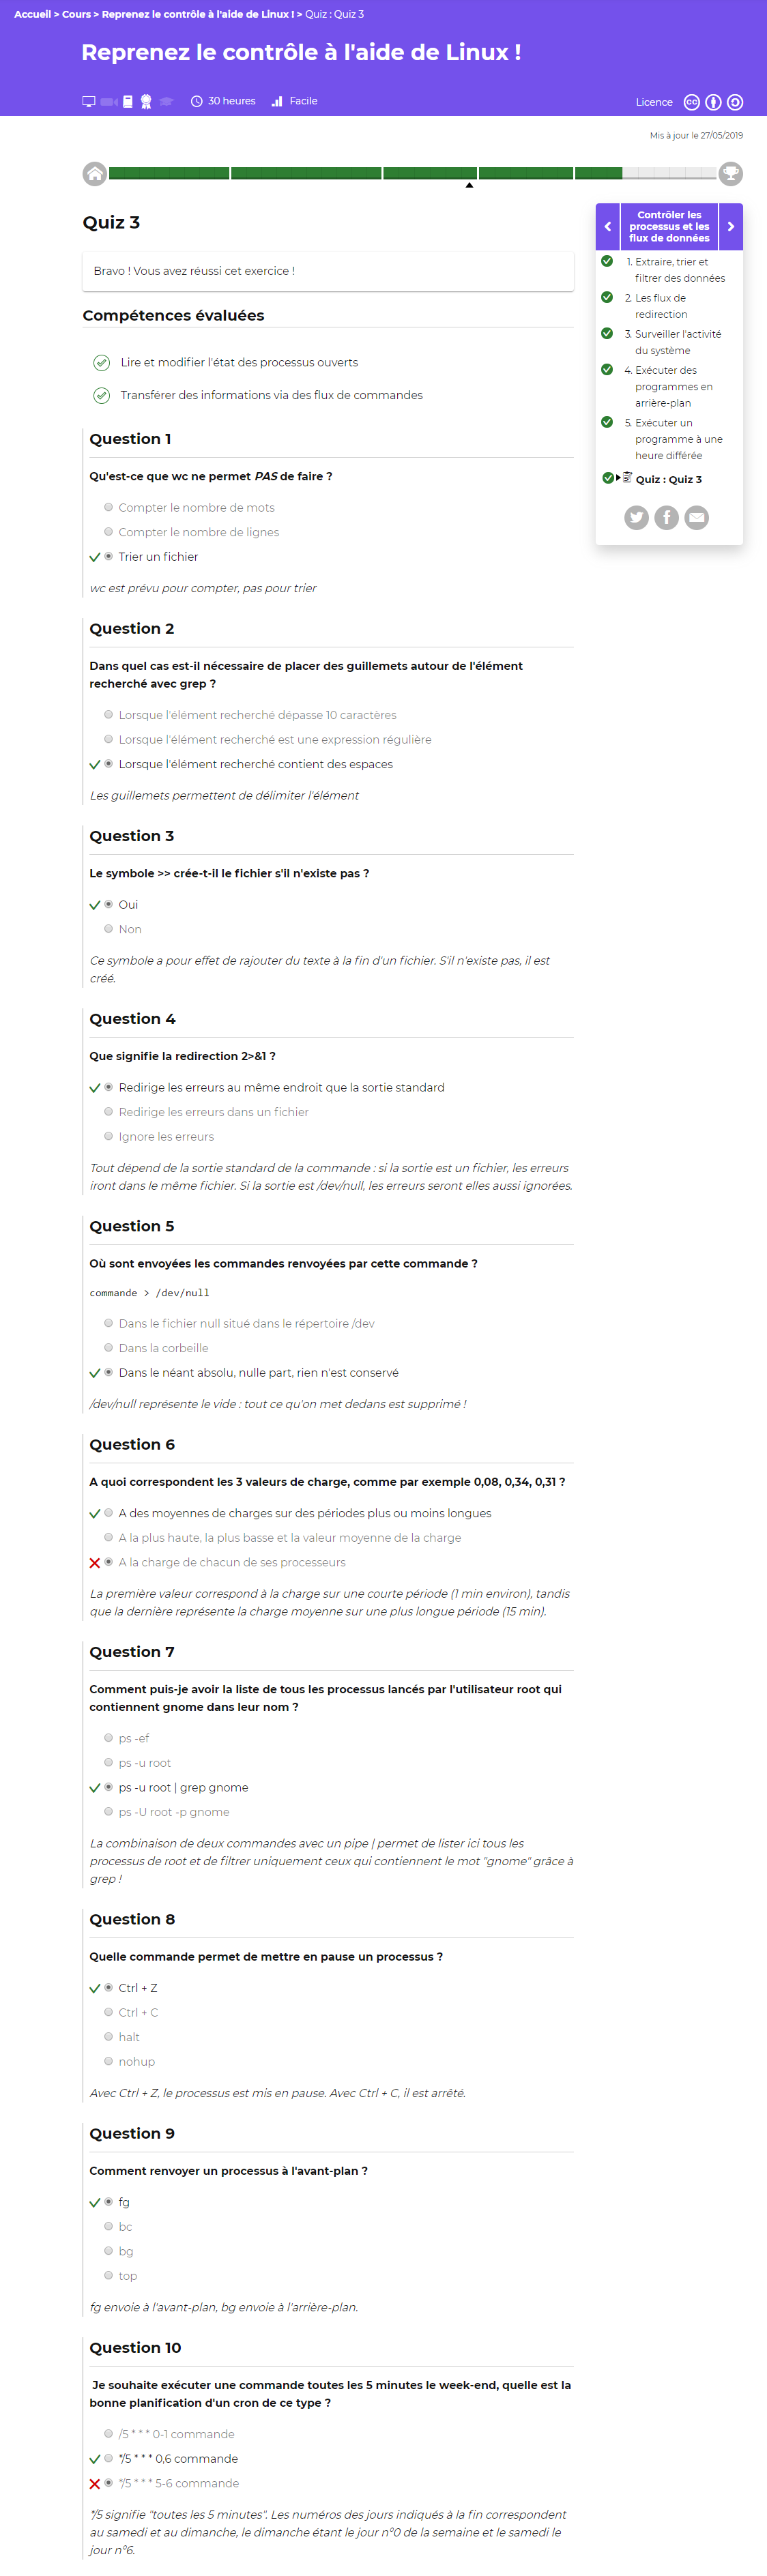 Accueil > Cours > Reprenez le contrôle à l'aide de Linux ! > Quiz : Quiz 3
Reprenez le contrôle à l'aide de Linux !
30 heures
Facile
Licence
Mis à jour le 27/05/2019
Quiz 3
Bravo ! Vous avez réussi cet exercice !
Compétences évaluées
Lire et modifier l'état des processus ouverts
Transférer des informations via des flux de commandes
Question 1
Qu'est-ce que wc ne permet PAS de faire ?
Compter le nombre de mots
Compter le nombre de lignes
Trier un fichier
wc est prévu pour compter, pas pour trier
Question 2
Dans quel cas est-il nécessaire de placer des guillemets autour de l'élément
recherché avec grep ?
Lorsque l'élément recherché dépasse 10 caractères
Lorsque l'élément recherché est une expression régulière
Lorsque l'élément recherché contient des espaces
Les guillemets permettent de délimiter l'élément
Question 3
Le symbole >> crée-t-il le fichier s'il n'existe pas ?
Oui
Non
Ce symbole a pour effet de rajouter du texte à la fin d'un fichier. S'il n'existe pas, il est
créé.
Question 4
Que signifie la redirection 2>&1 ?
Redirige les erreurs au même endroit que la sortie standard
Redirige les erreurs dans un fichier
Ignore les erreurs
Tout dépend de la sortie standard de la commande : si la sortie est un fichier, les erreurs
iront dans le même fichier. Si la sortie est /dev/null, les erreurs seront elles aussi ignorées.
Question 5
Où sont envoyées les commandes renvoyées par cette commande ?
commande > /dev/null
Dans le fichier null situé dans le répertoire /dev
Dans la corbeille
Dans le néant absolu, nulle part, rien n'est conservé
/dev/null représente le vide : tout ce qu'on met dedans est supprimé !
Question 6
A quoi correspondent les 3 valeurs de charge, comme par exemple 0,08, 0,34, 0,31 ?
A des moyennes de charges sur des périodes plus ou moins longues
A la plus haute, la plus basse et la valeur moyenne de la charge
A la charge de chacun de ses processeurs
La première valeur correspond à la charge sur une courte période (1 min environ), tandis
que la dernière représente la charge moyenne sur une plus longue période (15 min).
Question 7
Comment puis-je avoir la liste de tous les processus lancés par l'utilisateur root qui
contiennent gnome dans leur nom ?
ps -ef
ps -u root
ps -u root | grep gnome
ps -U root -p gnome
La combinaison de deux commandes avec un pipe | permet de lister ici tous les
processus de root et de filtrer uniquement ceux qui contiennent le mot "gnome" grâce à
grep !
Question 8
Quelle commande permet de mettre en pause un processus ?
Ctrl + Z
Ctrl + C
halt
nohup
Avec Ctrl + Z, le processus est mis en pause. Avec Ctrl + C, il est arrêté.
Question 9
Comment renvoyer un processus à l'avant-plan ?
fg
bc
bg
top
fg envoie à l'avant-plan, bg envoie à l'arrière-plan.
Question 10
Je souhaite exécuter une commande toutes les 5 minutes le week-end, quelle est la
bonne planification d'un cron de ce type ?
/5 * * * 0-1 commande
*/5 * * * 0,6 commande
*/5 * * * 5-6 commande
*/5 signifie "toutes les 5 minutes". Les numéros des jours indiqués à la fin correspondent
au samedi et au dimanche, le dimanche étant le jour n°0 de la semaine et le samedi le
jour n°6.
Contrôler les
processus et les
flux de données
1. Extraire, trier et
filtrer des données
2. Les flux de
redirection
3. Surveiller l'activité
du système
4. Exécuter des
programmes en
arrière-plan
5. Exécuter un
programme à une
heure différée
Quiz : Quiz 3